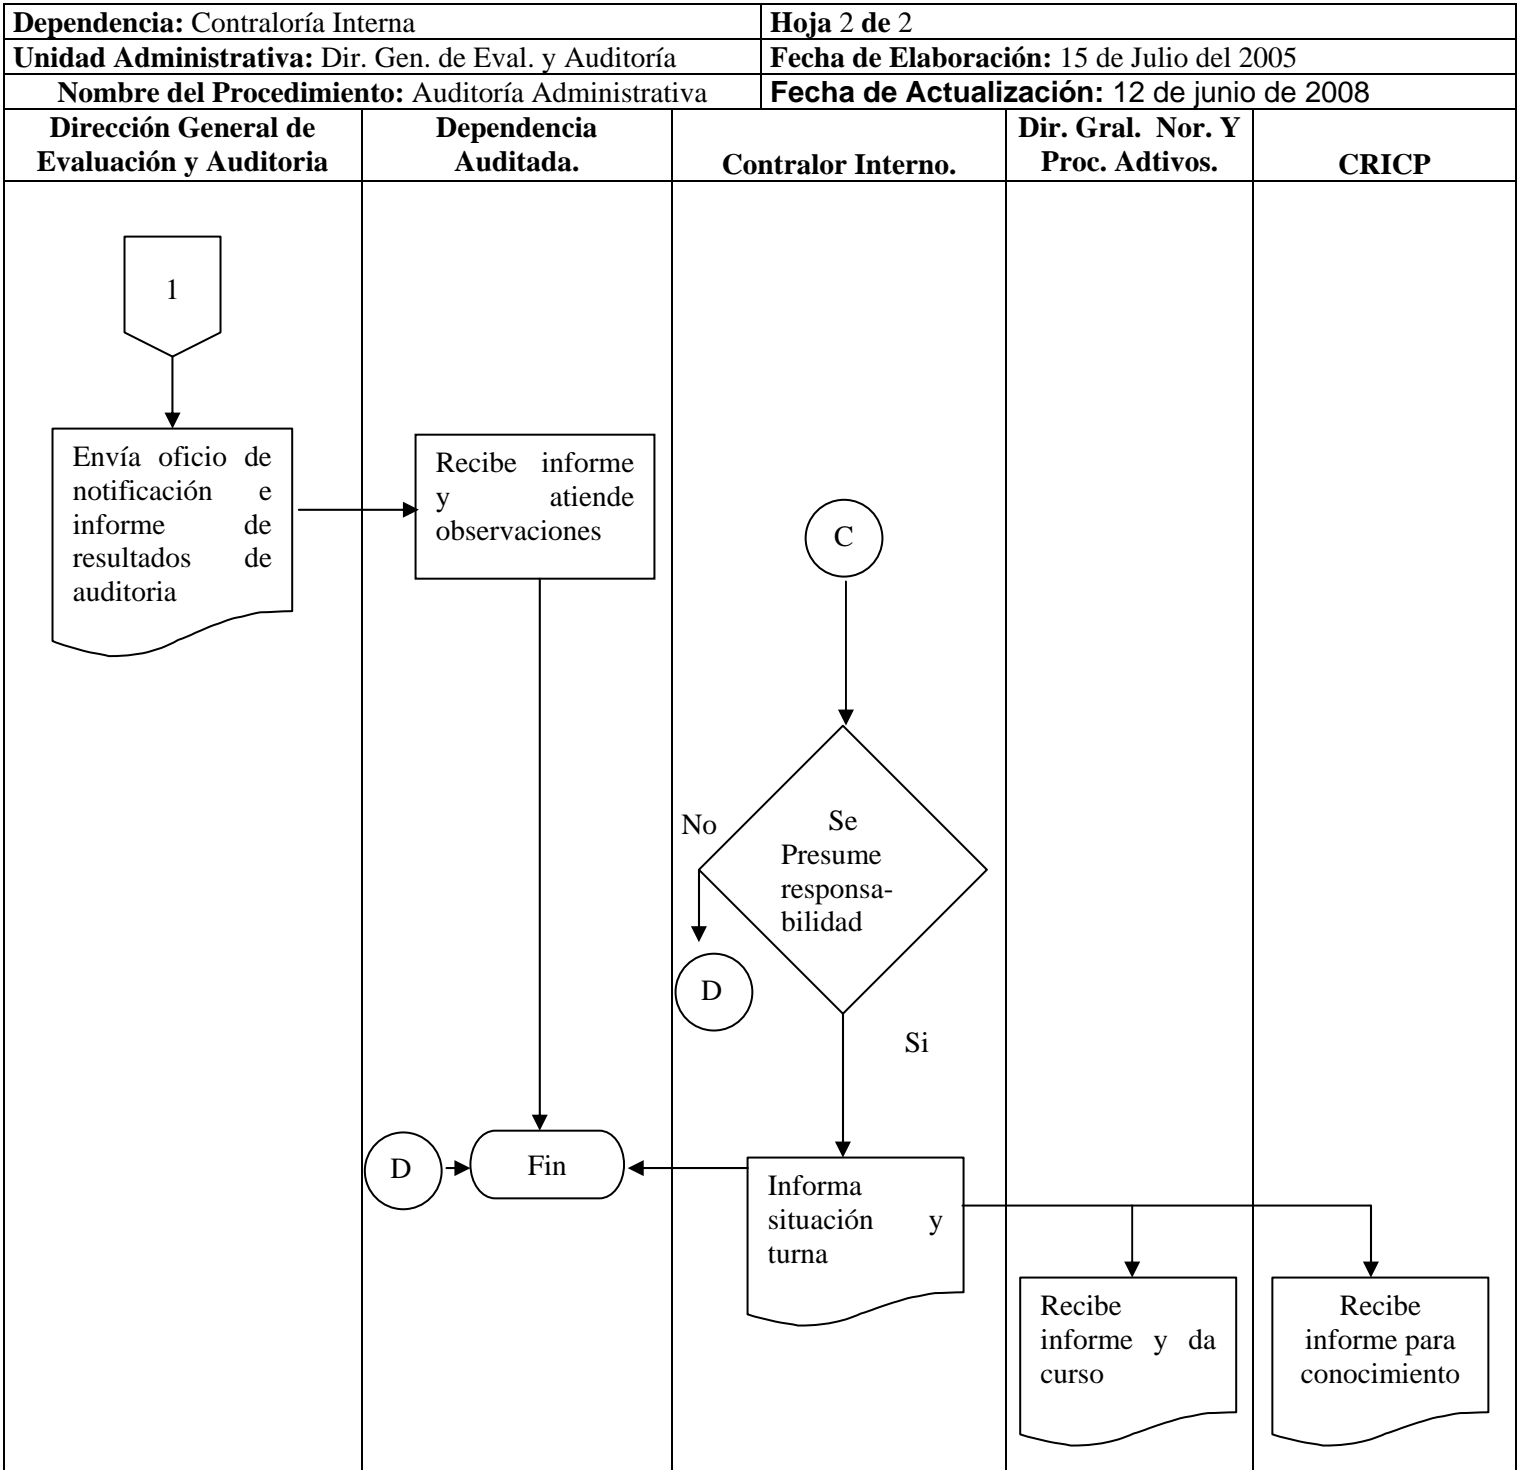 Dependencia: Contraloría Interna
Hoja 2 de 2
Unidad Administrativa: Dir. Gen. de Eval. y Auditoría
Fecha de Elaboración: 15 de Julio del 2005
Nombre del Procedimiento: Auditoría Administrativa
Fecha de Actualización: 12 de junio de 2008
Dirección General de
Evaluación y Auditoria
Dependencia
Auditada.
Contralor Interno.
Dir. Gral. Nor. Y
Proc. Adtivos.
CRICP
1
Envía oficio de
notificación e
informe de
resultados de
auditoria
Recibe informe
y atiende
observaciones
C
No
Se
Presume
responsa-
bilidad
D
Si
D
Fin
Informa
situación y
turna
Recibe
informe y da
curso
Recibe
informe para
conocimiento